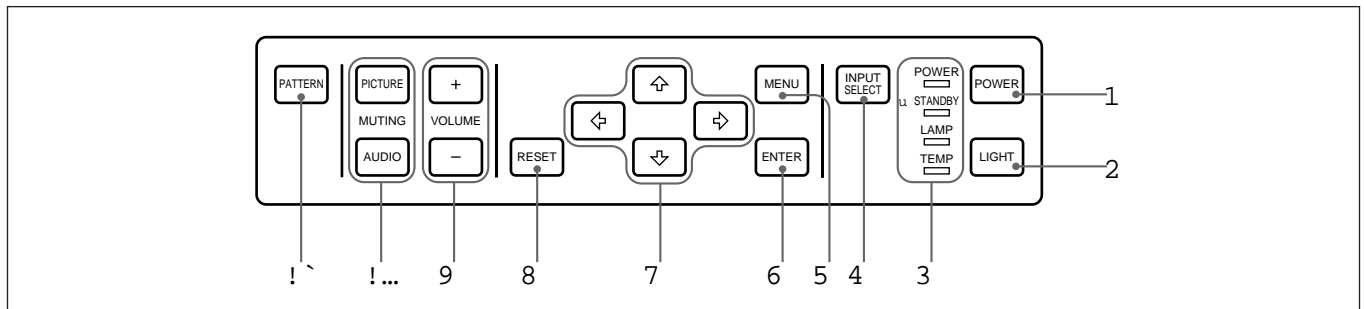 PATTERN
PICTURE
MUTING
AUDIO
+
VOLUME
–
RESET
MENU
ENTER
INPUT
SELECT
POWER
u STANDBY
LAMP
TEMP
POWER
LIGHT
1
2
!` !… 9 8 7 6 5 4 3